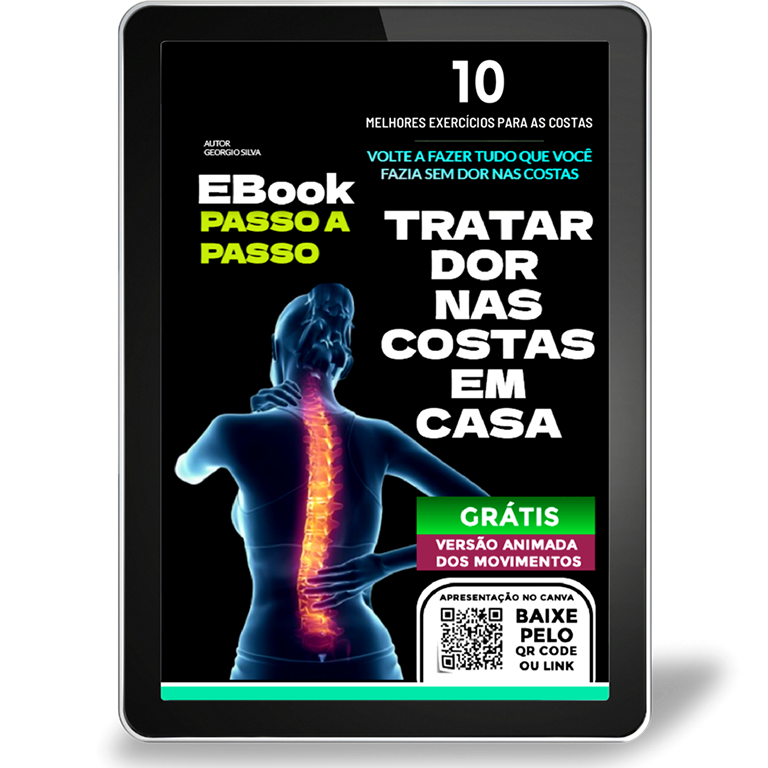 10
MELHORES EXERCÍCIOS PARA AS COSTAS
VOLTE A FAZER TUDO QUE VOCÊ
FAZIA SEM DOR NAS COSTAS
AUTOR
GEORGIO SILVA
EBook
PASSO A
PASSO
TRATAR
DOR
NAS
COSTAS
EM
CASA
GRÁTIS
VERSÃO ANIMADA
DOS MOVIMENTOS
APRESENTAÇÃO NO CANVA
BAIXE
PELO
QR CODE
OU LINK